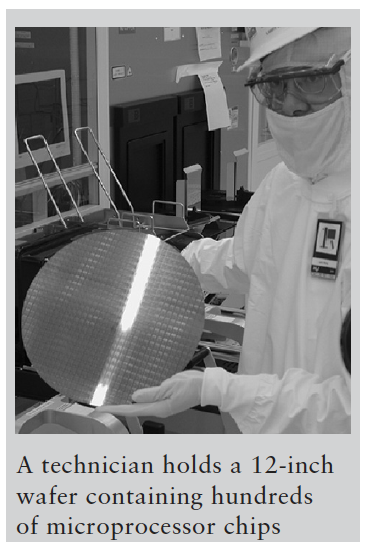 A technician holds a 12-inch
wafer containing hundreds
of microprocessor chips